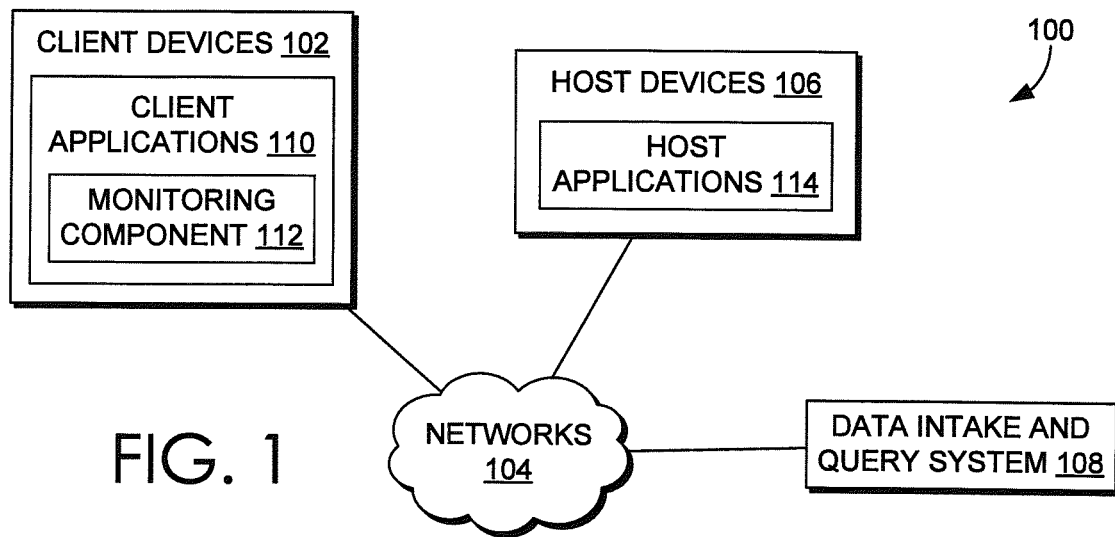 CLIENT DEVICES 102
CLIENT
APPLICATIONS 110
MONITORING
COMPONENT 112
HOST DEVICES 106
HOST
APPLICATIONS 114
100
NETWORKS
104
DATA INTAKE AND
QUERY SYSTEM 108
FIG. 1